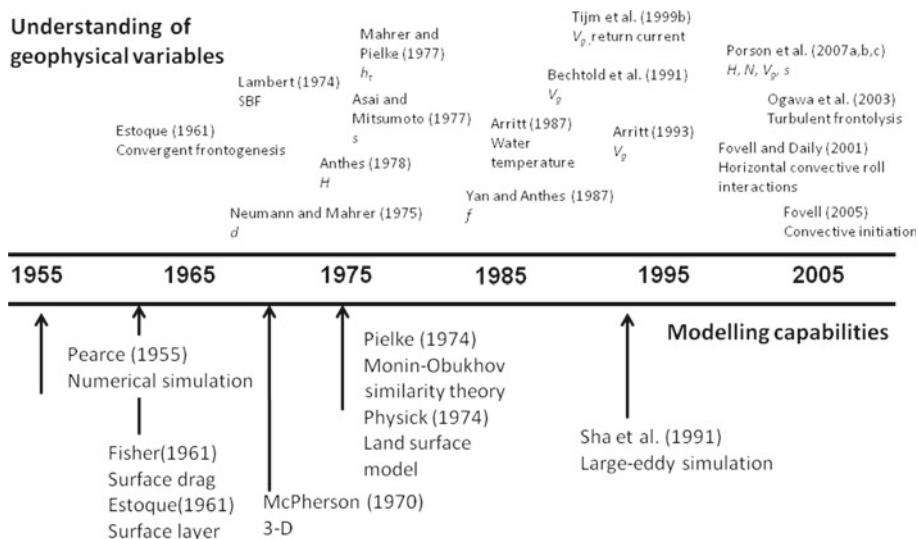 Understanding of
geophysical variables
Estoque (1961)
Convergent frontogenesis
Lambert (1974)
SBF
Neumann and Mahrer (1975)
d
Mahrer and
Pielke (1977)
ht
Asai and
Mitsumoto (1977)
s
Anthes (1978)
H
Arritt (1987)
Water
temperature
Yan and Anthes (1987)
f
Tijm et al. (1999b)
Vg, return current
Bechtold et al. (1991)
Vg
Arritt (1993)
Vg
Porson et al. (2007a,b,c)
H, N, Vg, s
Ogawa et al. (2003)
Turbulent frontolysis
Fovell and Daily (2001)
Horizontal convective roll
interactions
Fovell (2005)
Convective initiation
1955 1965 1975 1985 1995 2005
Modelling capabilities
Pearce (1955)
Numerical simulation
Fisher(1961)
Surface drag
Estoque(1961)
Surface layer
McPherson (1970)
3-D
Pielke (1974)
Monin-Obukhov
similarity theory
Physick (1974)
Land surface
model
Sha et al. (1991)
Large-eddy simulation